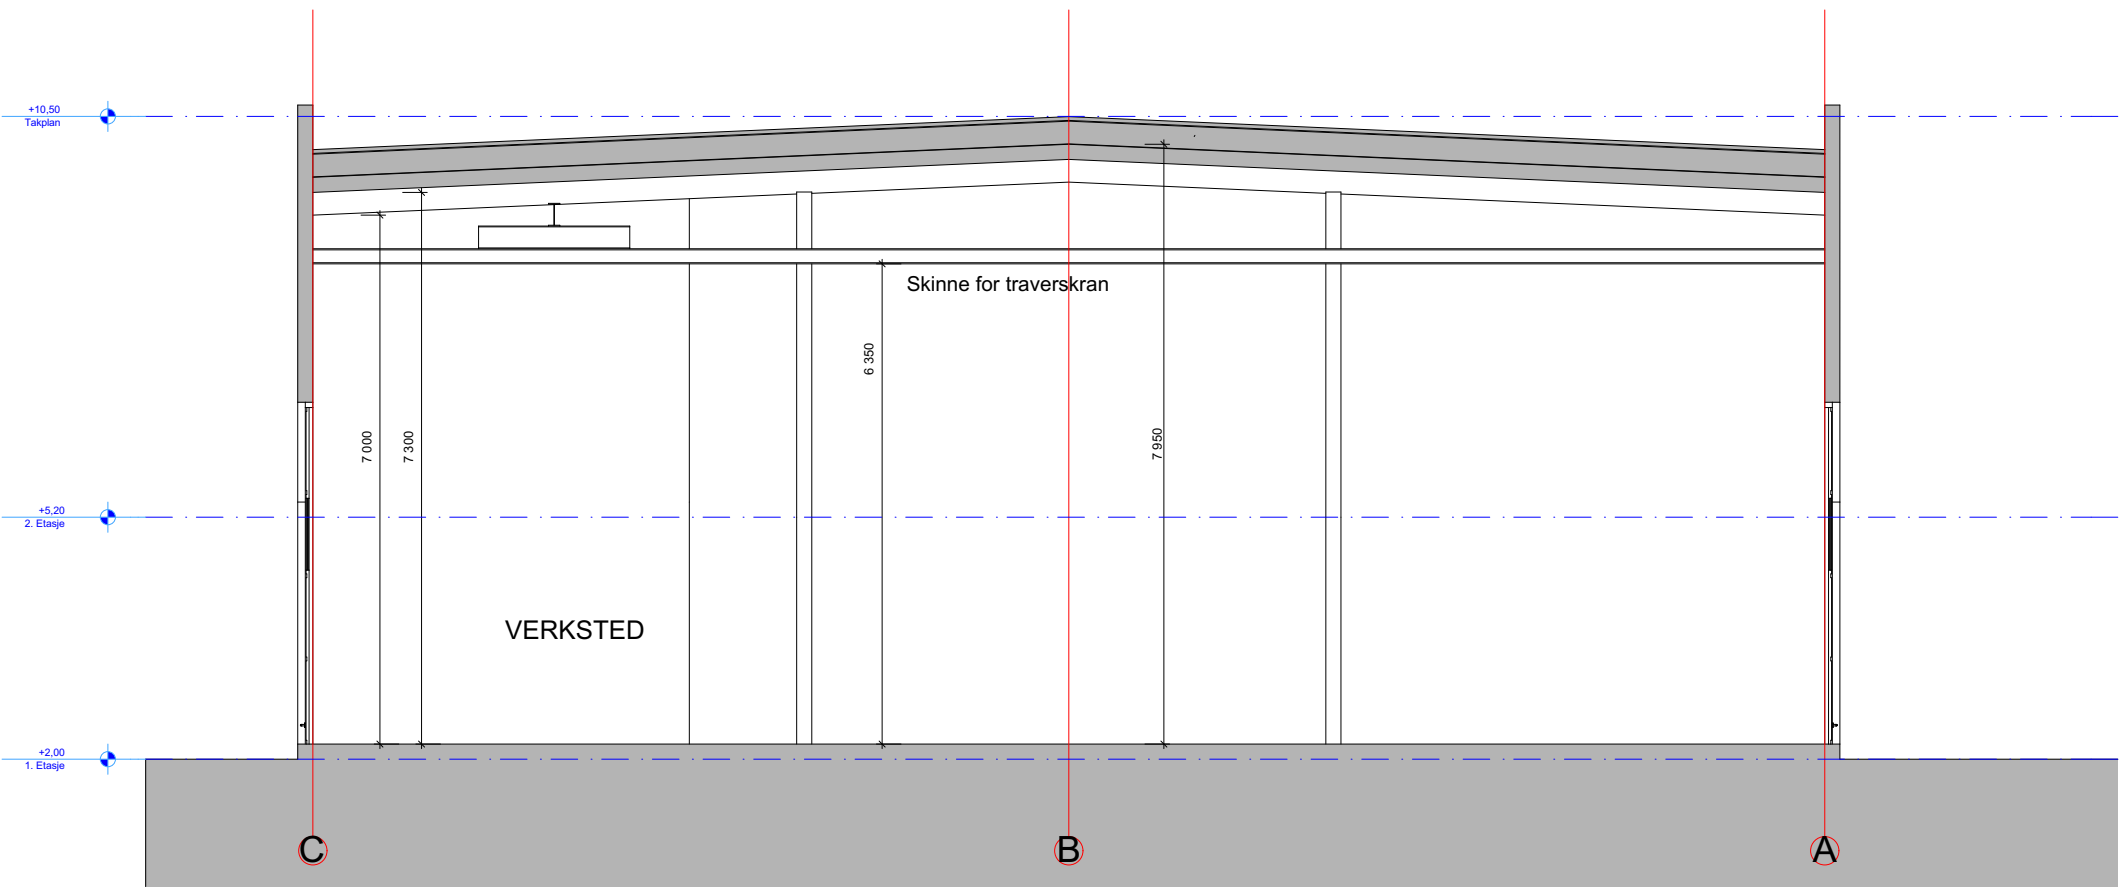 +10,50
Takplan
Skinne for traverskran
6 350
7 000
7 300
7 950
+5,20
2. Etasje
VERKSTED
+2,00
1. Etasje
C
B
A